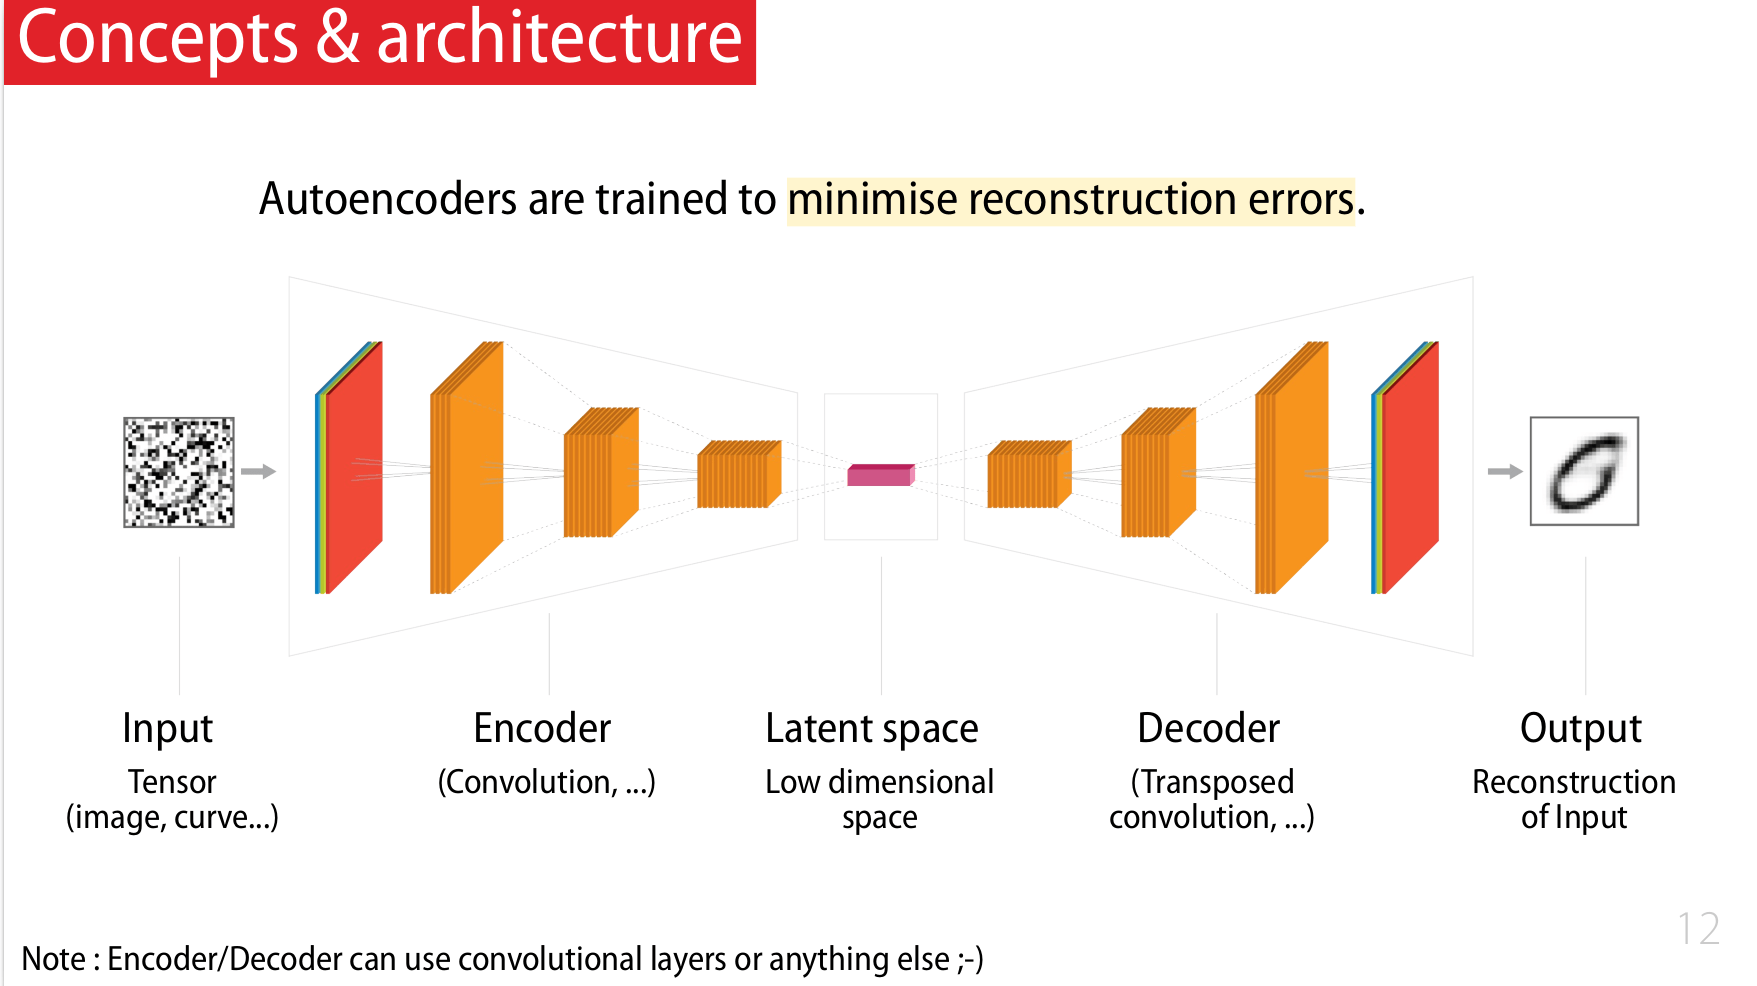 Concepts & architecture
Autoencoders are trained to minimise reconstruction errors.
Input
Tensor
(image, curve...)
Encoder
(Convolution, ...)
Latent space
Low dimensional
space
Decoder
(Transposed
convolution, ...)
Output
Reconstruction
of Input
12
Note : Encoder/Decoder can use convolutional layers or anything else ;-)